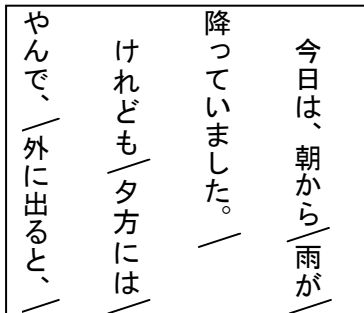 今日は、朝から/雨が
降っていました。/
けれども/夕方には/
やんで、/外に出ると、/